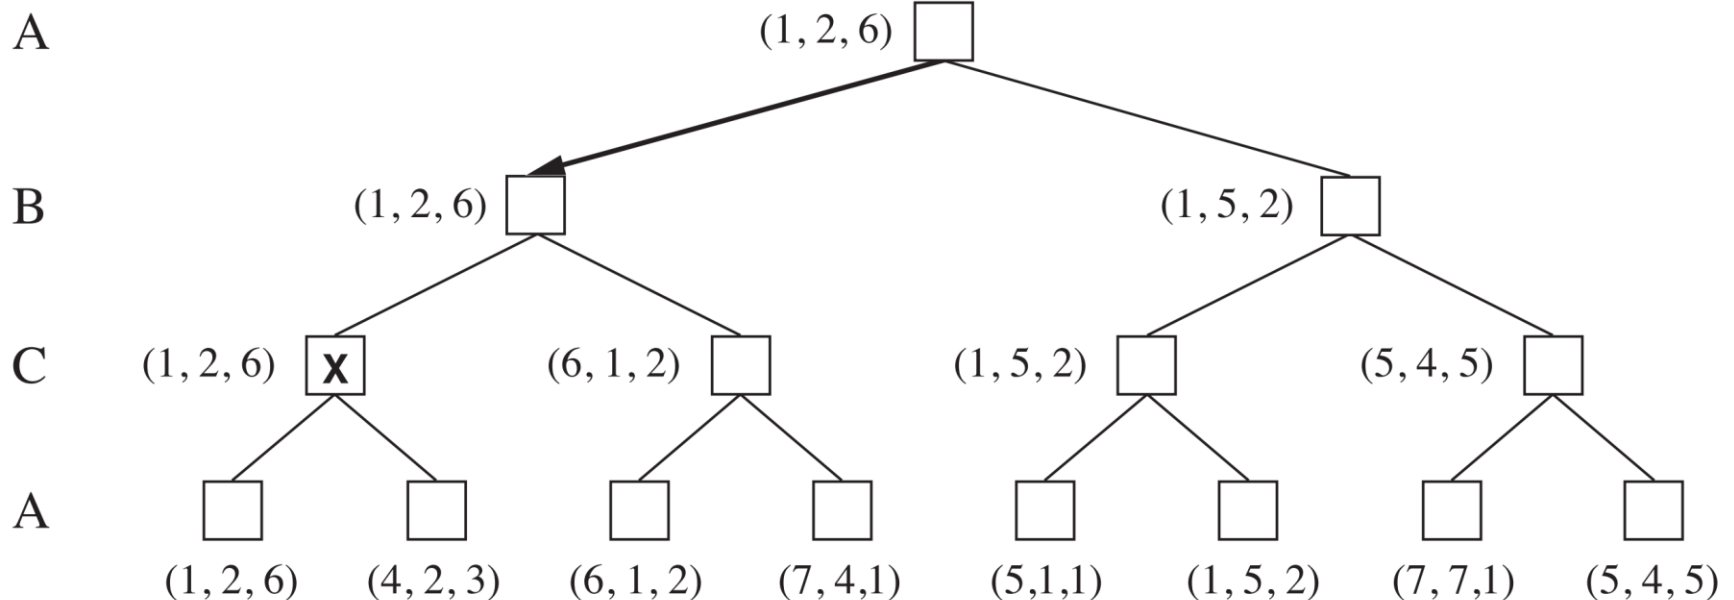 A (1, 2, 6)
B (1, 2, 6) (1, 5, 2)
C (1, 2, 6) X (6, 1, 2) (1, 5, 2) (5, 4, 5)
A
(1, 2, 6) (4, 2, 3) (6, 1, 2) (7, 4,1) (5,1,1) (1, 5, 2) (7, 7,1) (5, 4, 5)